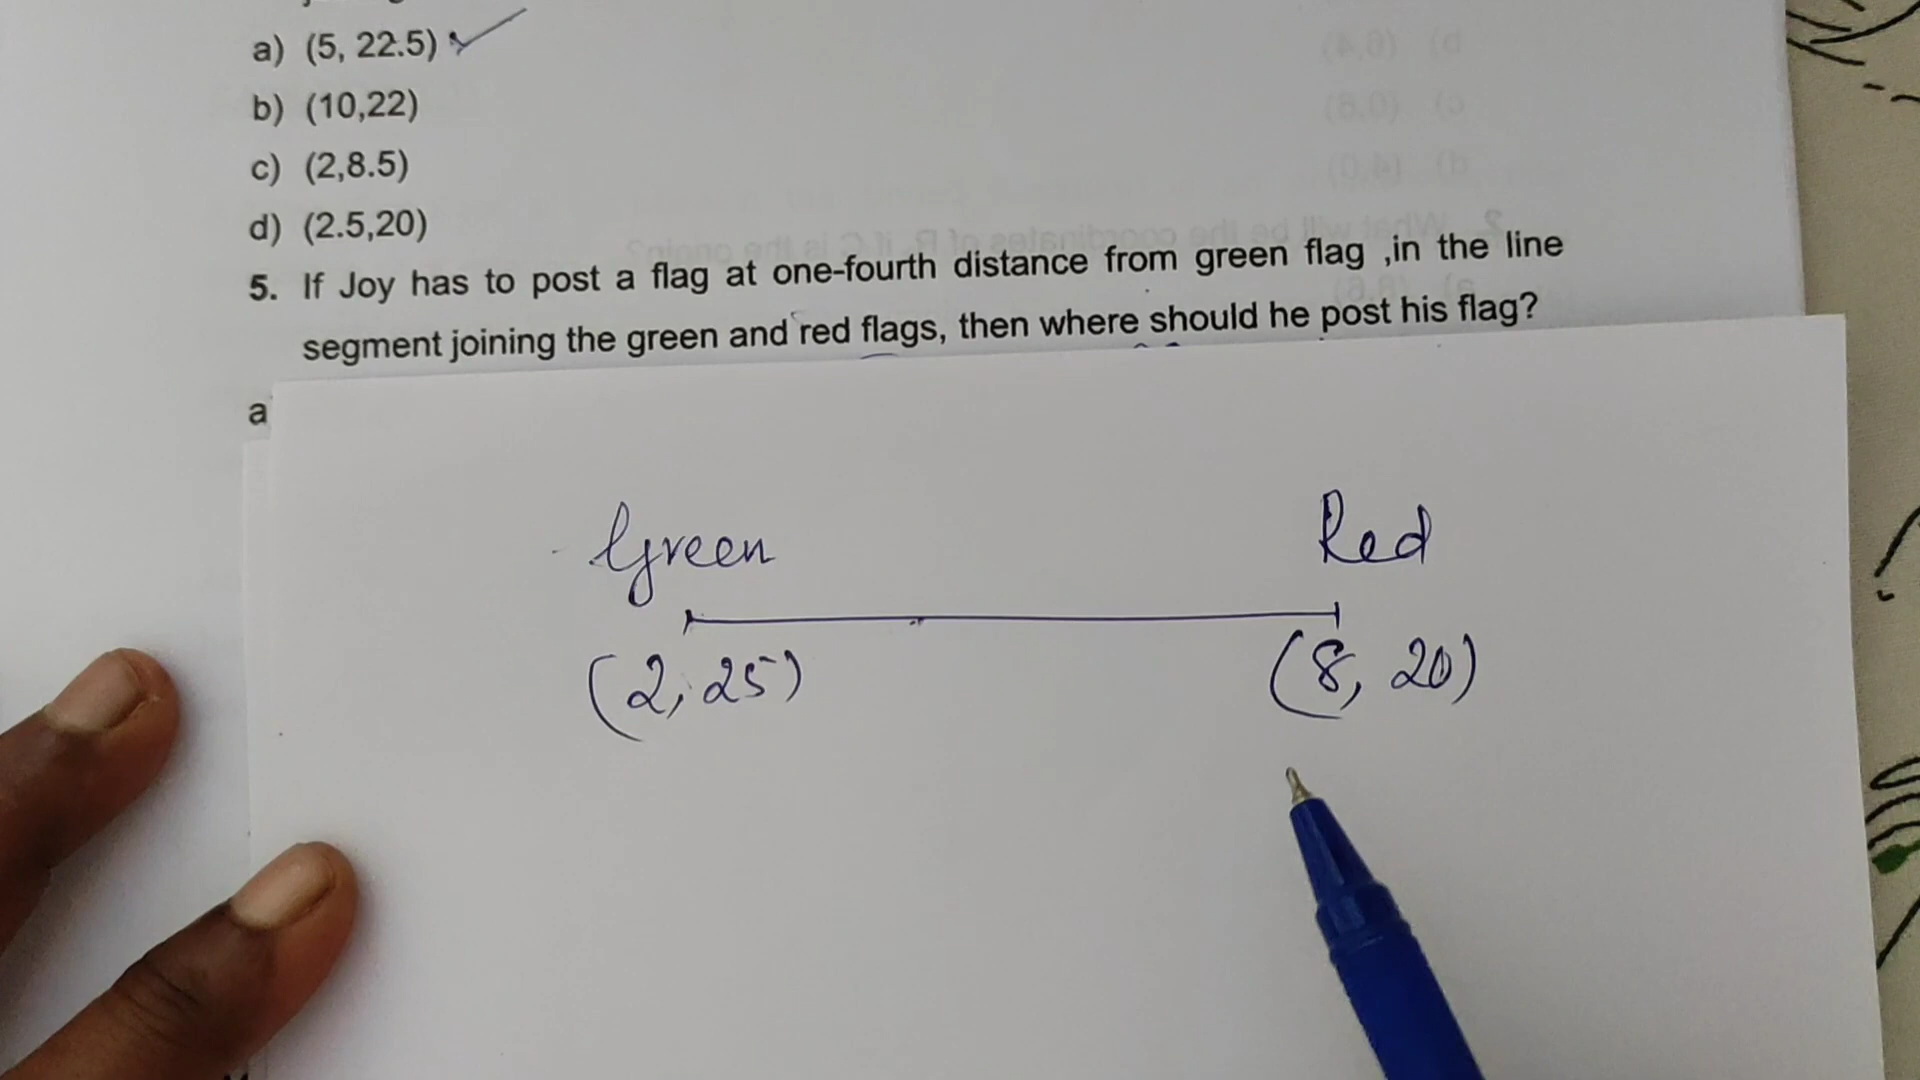 a) (5, 22.5)
b) (10,22)
c) (2,8.5)
d) (2.5,20)
5. If Joy has to post a flag at one-fourth distance from green flag ,in the line
segment joining the green and red flags, then where should he post his flag?
a
Green Red
(2, 25) (8, 20)